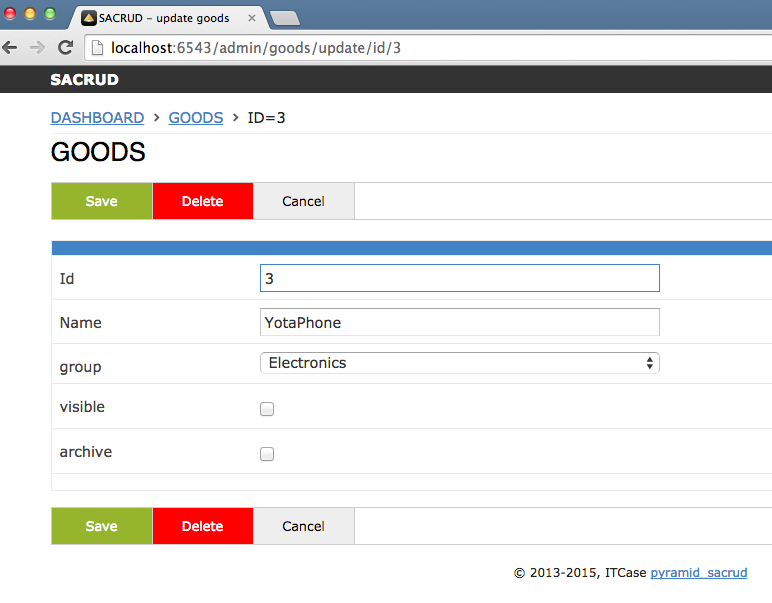 SACRUD – update goods
localhost:6543/admin/goods/update/id/3
SACRUD
DASHBOARD > GOODS > ID=3
GOODS
Save Delete Cancel
Id 3
Name YotaPhone
group Electronics
visible
archive
Save Delete Cancel
© 2013-2015, ITCase pyramid_sacrud